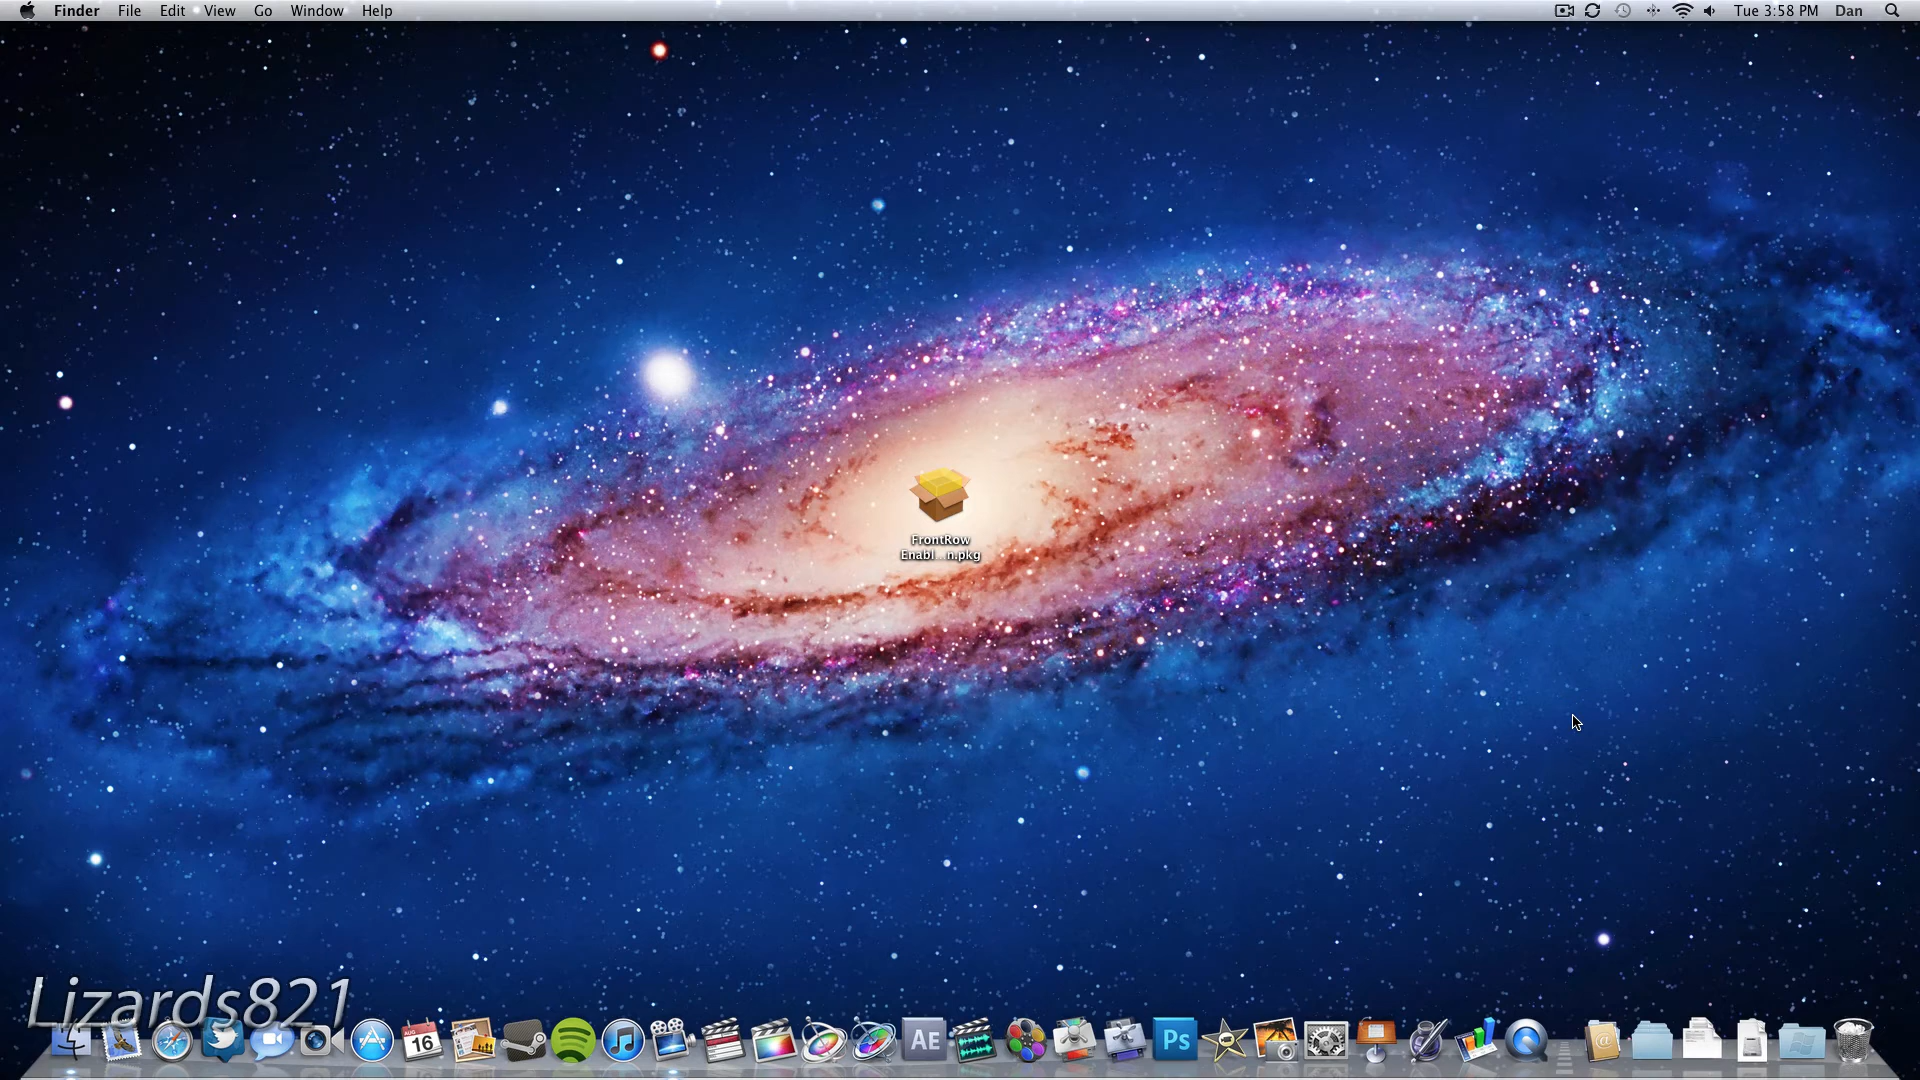 Finder File Edit View Go Window Help
Tue 3:58 PM Dan
FrontRow
Enabl...n.pkg
Lizards821
AUG
16
AE
Ps
@